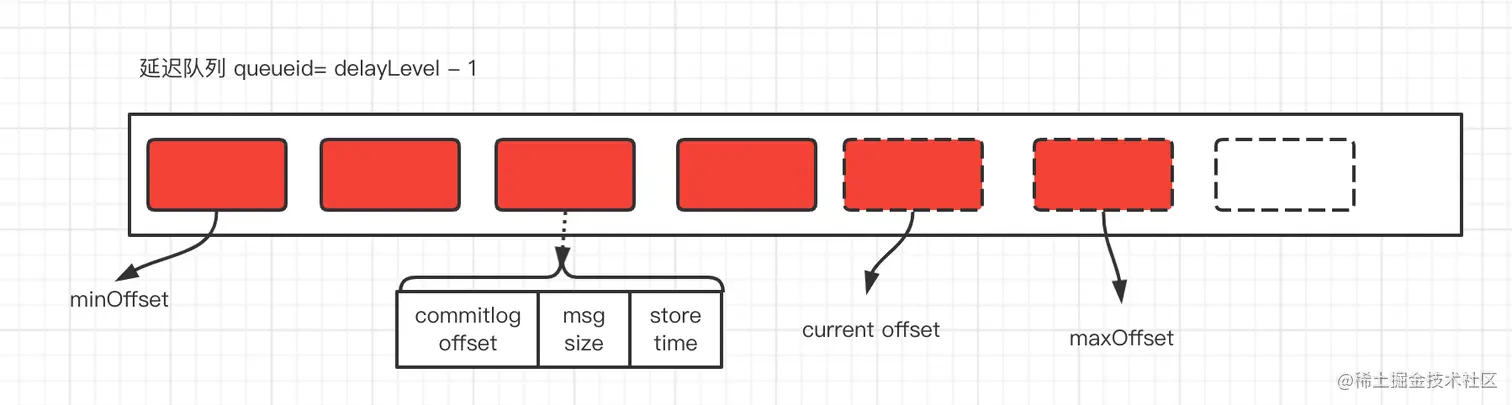 延迟队列 queueid= delayLevel - 1
minOffset
commitlog offset
msg size
store time
current offset
maxOffset
@稀土掘金技术社区